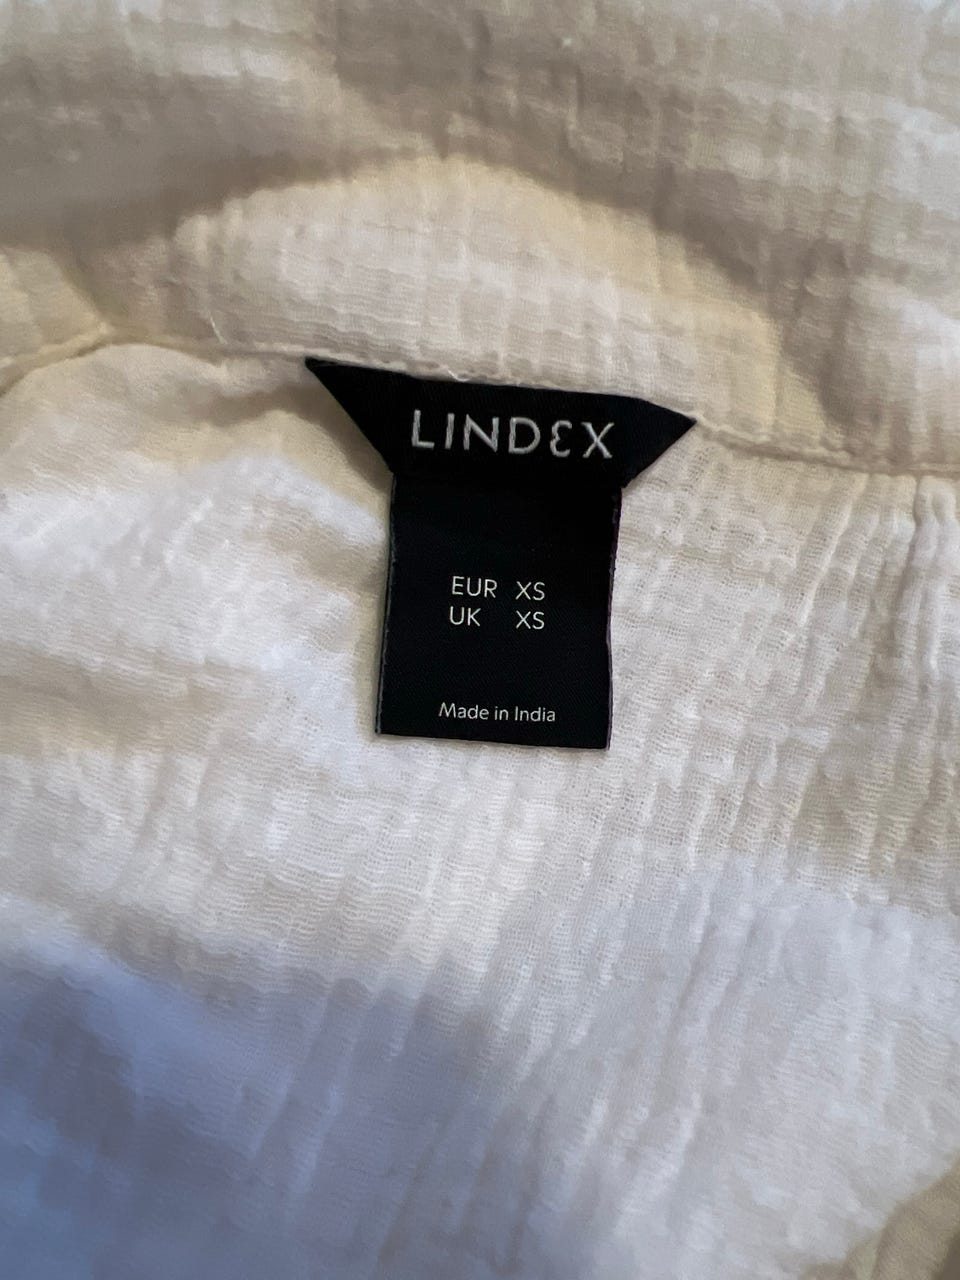 LINDEX
EUR XS
UK XS
Made in India